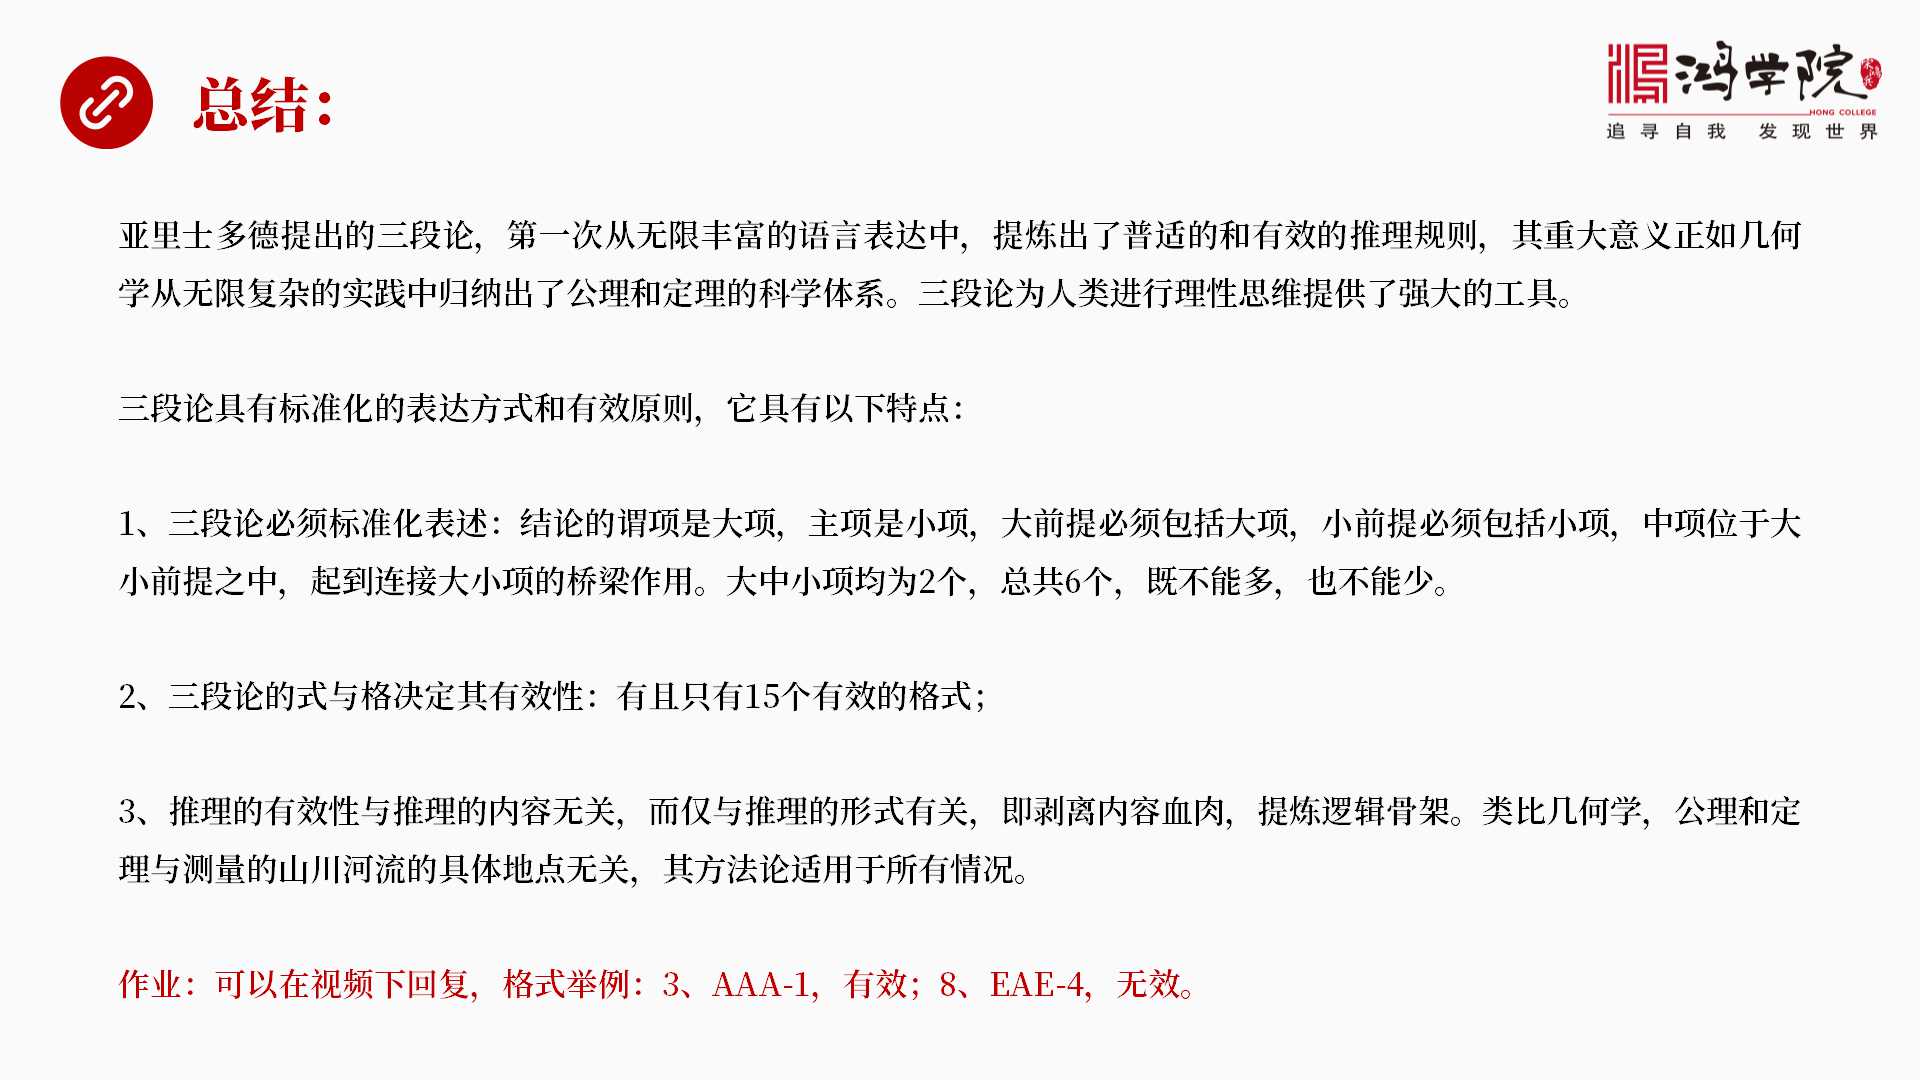 总结：
鸿学院
HONG COLLEGE
追寻自我 发现世界
亚里士多德提出的三段论，第一次从无限丰富的语言表达中，提炼出了普适的和有效的推理规则，其重大意义正如几何
学从无限复杂的实践中归纳出了公理和定理的科学体系。三段论为人类进行理性思维提供了强大的工具。
三段论具有标准化的表达方式和有效原则，它具有以下特点：
1、三段论必须标准化表述：结论的谓项是大项，主项是小项，大前提必须包括大项，小前提必须包括小项，中项位于大
小前提之中，起到连接大小项的桥梁作用。大中小项均为2个，总共6个，既不能多，也不能少。
2、三段论的式与格决定其有效性：有且只有15个有效的格式；
3、推理的有效性与推理的内容无关，而仅与推理的形式有关，即剥离内容血肉，提炼逻辑骨架。类比几何学，公理和定
理与测量的山川河流的具体地点无关，其方法论适用于所有情况。
作业：可以在视频下回复，格式举例：3、AAA-1，有效；8、EAE-4，无效。